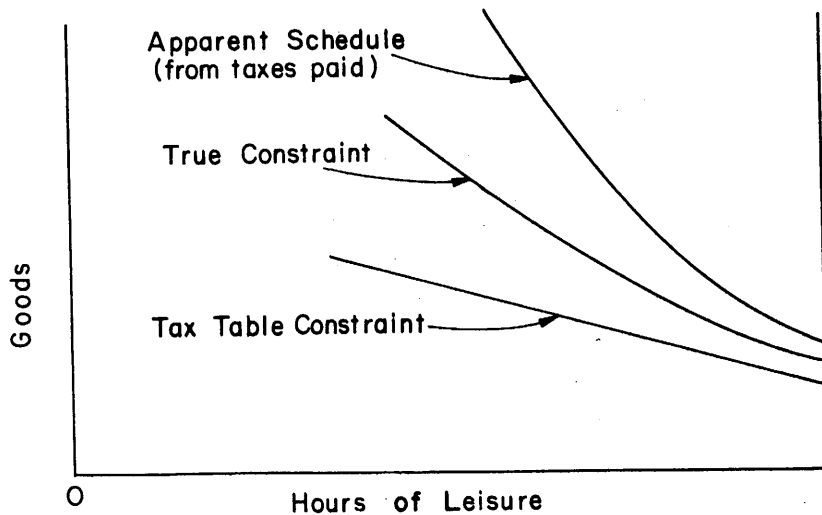 Apparent Schedule
(from taxes paid)
True Constraint
Tax Table Constraint
Goods
O
Hours of Leisure